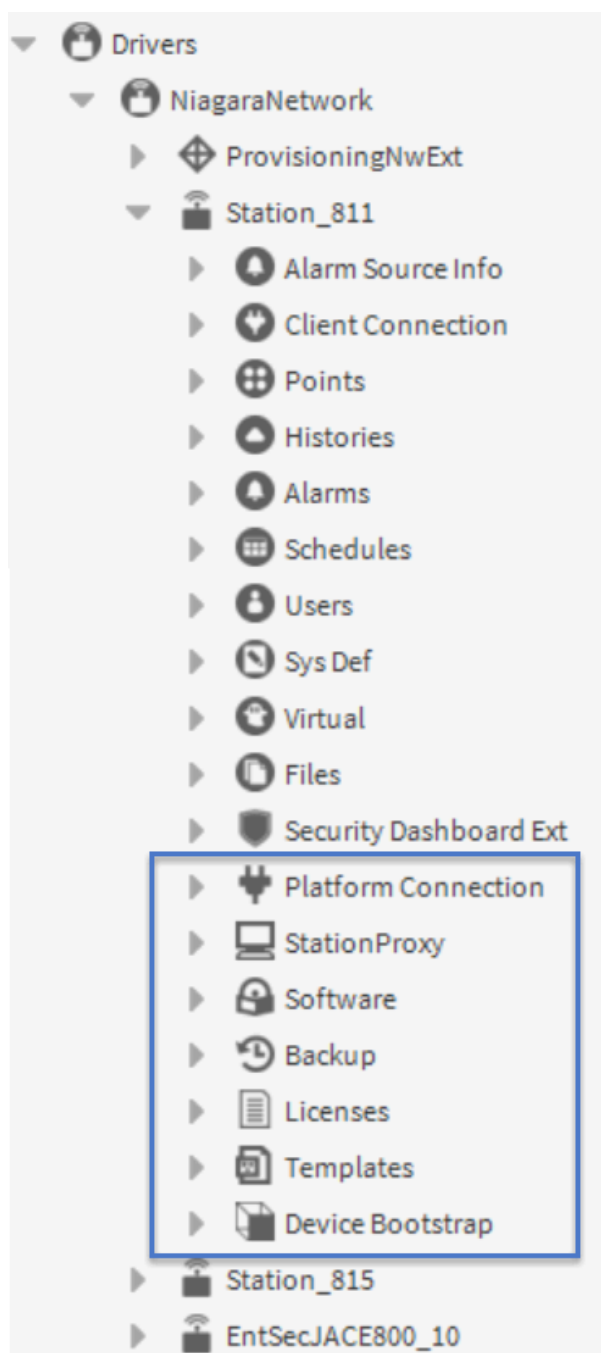 Drivers
NiagaraNetwork
ProvisioningNwExt
Station_811
Alarm Source Info
Client Connection
Points
Histories
Alarms
Schedules
Users
Sys Def
Virtual
Files
Security Dashboard Ext
Platform Connection
StationProxy
Software
Backup
Licenses
Templates
Device Bootstrap
Station_815
EntSecJACE800_10